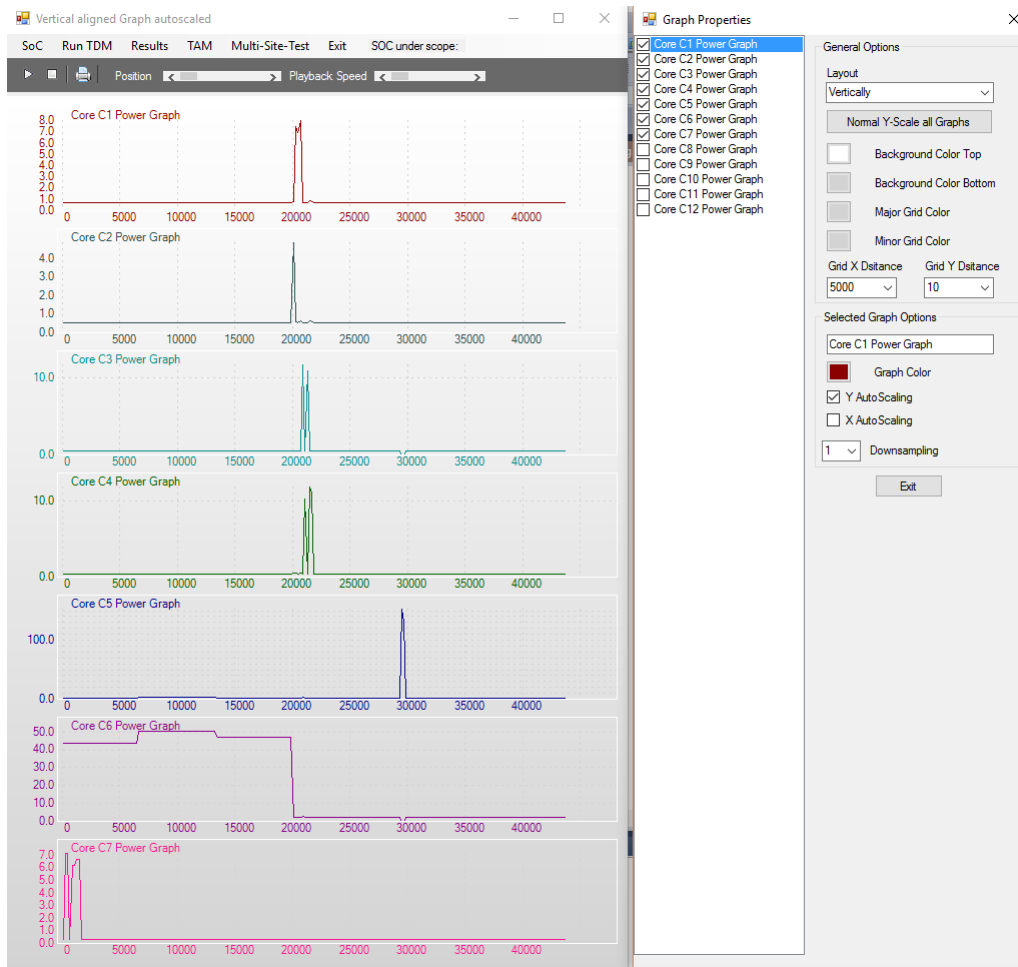 Vertical aligned Graph autoscaled
SoC Run TDM Results TAM Multi-Site-Test Exit SOC under scope:
Position Playback Speed
Core C1 Power Graph
8.0
7.0
6.0
5.0
4.0
3.0
2.0
1.0
0.0
0 5000 10000 15000 20000 25000 30000 35000 40000
Core C2 Power Graph
4.0
3.0
2.0
1.0
0.0
0 5000 10000 15000 20000 25000 30000 35000 40000
Core C3 Power Graph
10.0
0.0
0 5000 10000 15000 20000 25000 30000 35000 40000
Core C4 Power Graph
10.0
0.0
0 5000 10000 15000 20000 25000 30000 35000 40000
Core C5 Power Graph
100.0
0.0
0 5000 10000 15000 20000 25000 30000 35000 40000
Core C6 Power Graph
50.0
40.0
30.0
20.0
10.0
0.0
0 5000 10000 15000 20000 25000 30000 35000 40000
Core C7 Power Graph
7.0
6.0
5.0
4.0
3.0
2.0
1.0
0.0
0 5000 10000 15000 20000 25000 30000 35000 40000
Graph Properties
Core C1 Power Graph
Core C2 Power Graph
Core C3 Power Graph
Core C4 Power Graph
Core C5 Power Graph
Core C6 Power Graph
Core C7 Power Graph
Core C8 Power Graph
Core C9 Power Graph
Core C10 Power Graph
Core C11 Power Graph
Core C12 Power Graph
General Options
Layout
Vertically
Normal Y-Scale all Graphs
Background Color Top
Background Color Bottom
Major Grid Color
Minor Grid Color
Grid X Dsitance Grid Y Dsitance
5000 10
Selected Graph Options
Core C1 Power Graph
Graph Color
Y AutoScaling
X AutoScaling
1 Downsampling
Exit